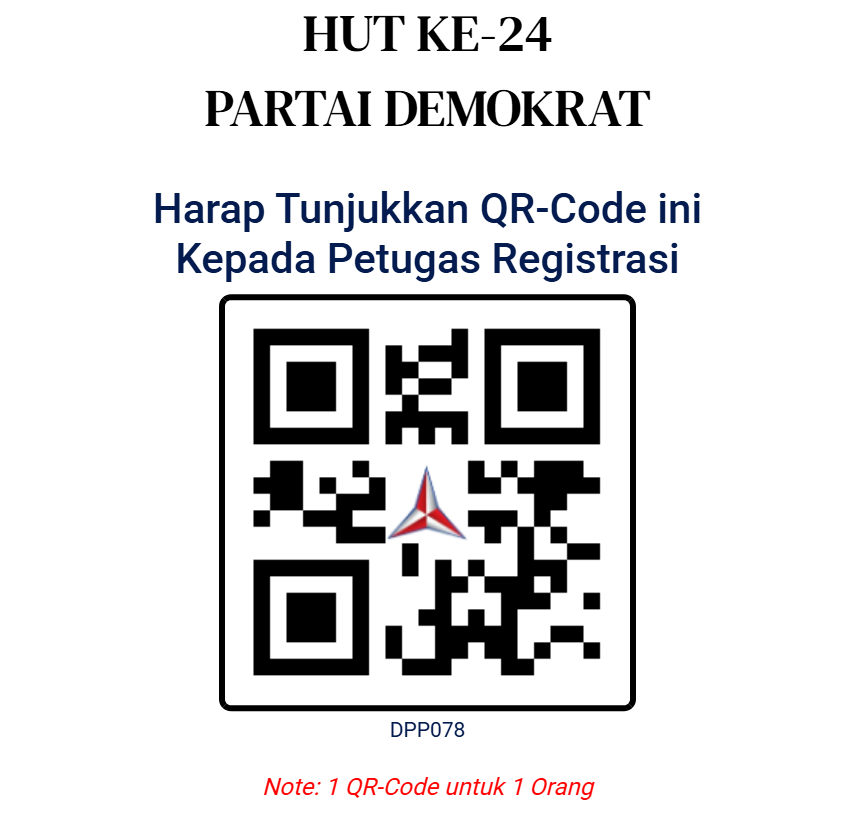 HUT KE-24
PARTAI DEMOKRAT
Harap Tunjukkan QR-Code ini
Kepada Petugas Registrasi
DPP078
Note: 1 QR-Code untuk 1 Orang